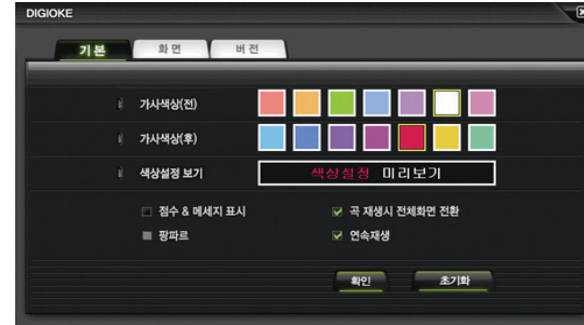 DIGIOKE
기본 화면 버전
가사색상(전)
가사색상(후)
색상설정 보기 색상설정 미리보기
점수 & 메세지 표시 곡 재생시 전체화면 전환
팡파르 연속재생
확인 초기화